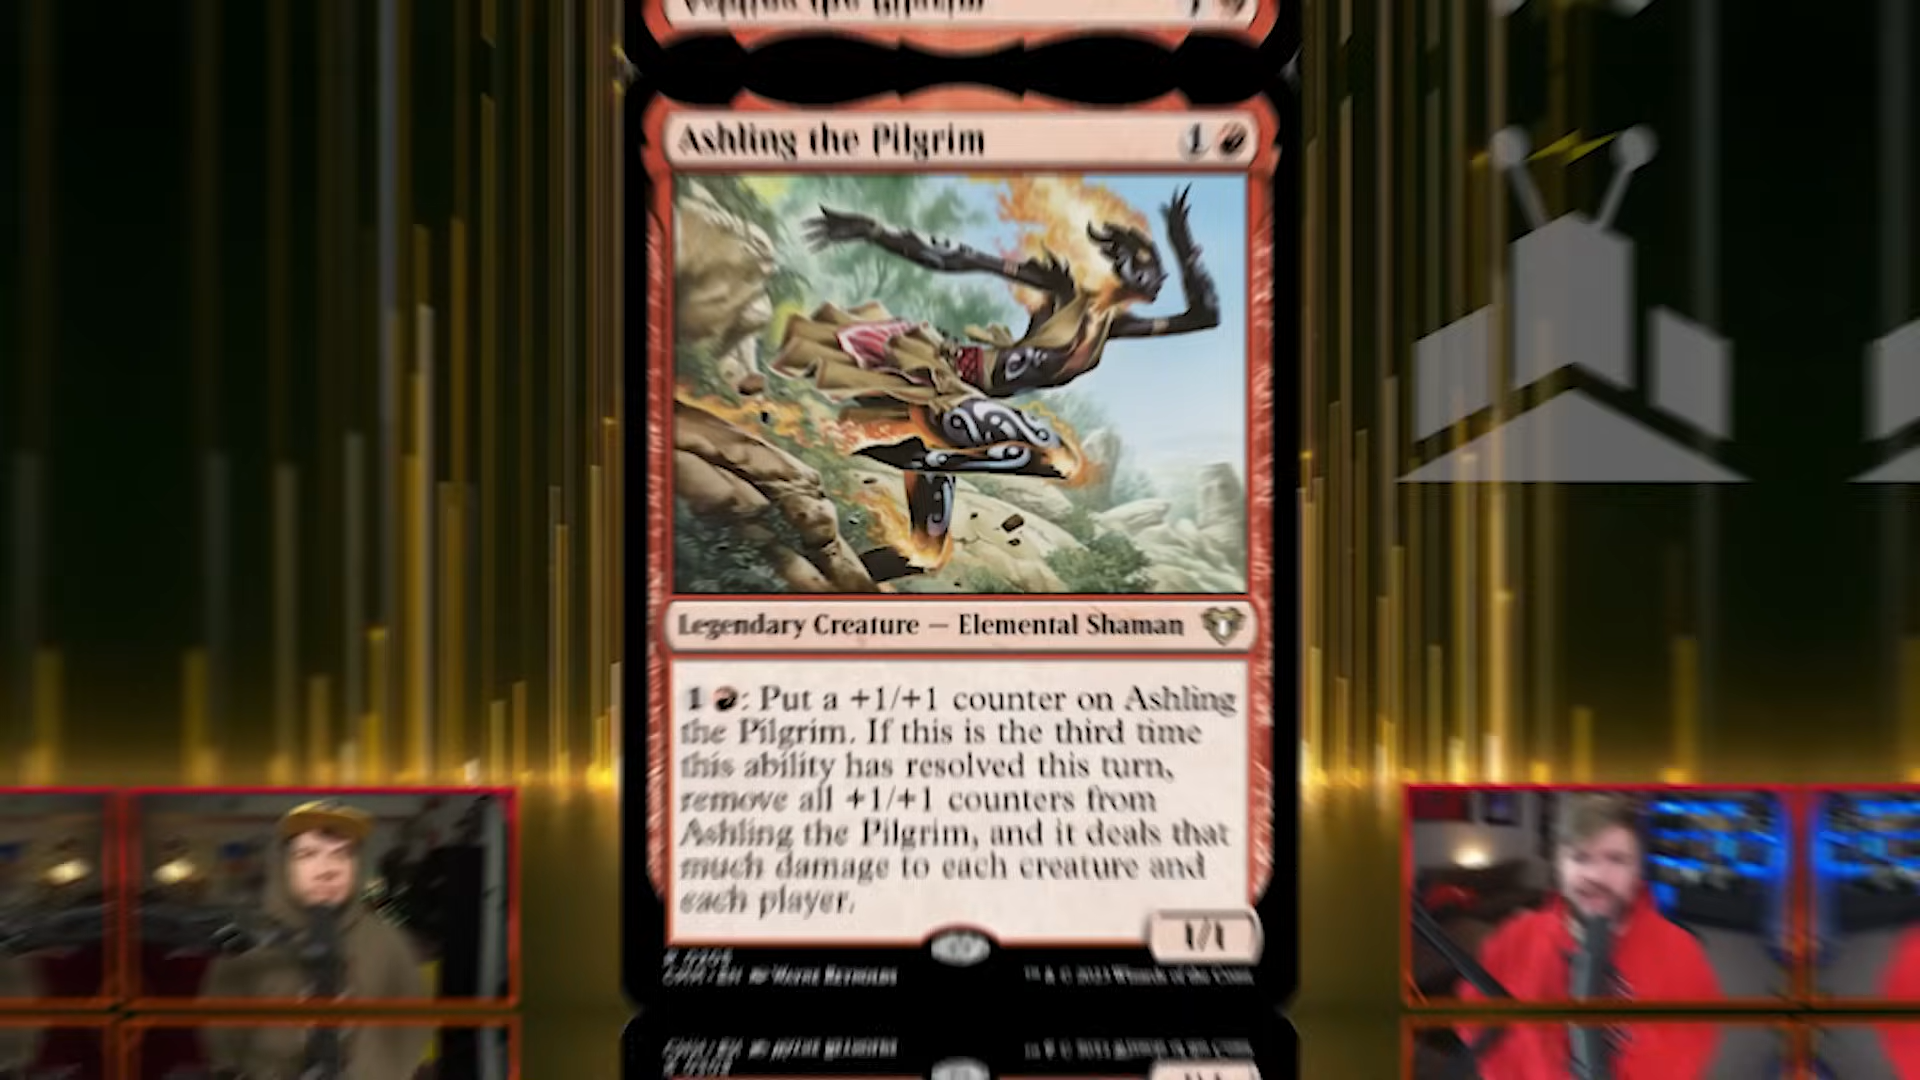 Ashling the Pilgrim 1
Legendary Creature — Elemental Shaman
1 : Put a +1/+1 counter on Ashling
the Pilgrim. If this is the third time
this ability has resolved this turn,
remove all +1/+1 counters from
Ashling the Pilgrim, and it deals that
much damage to each creature and
each player.
1/1